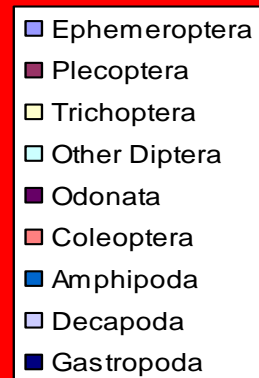 Ephemeroptera
Plecoptera
Trichoptera
Other Diptera
Odonata
Coleoptera
Amphipoda
Decapoda
Gastropoda